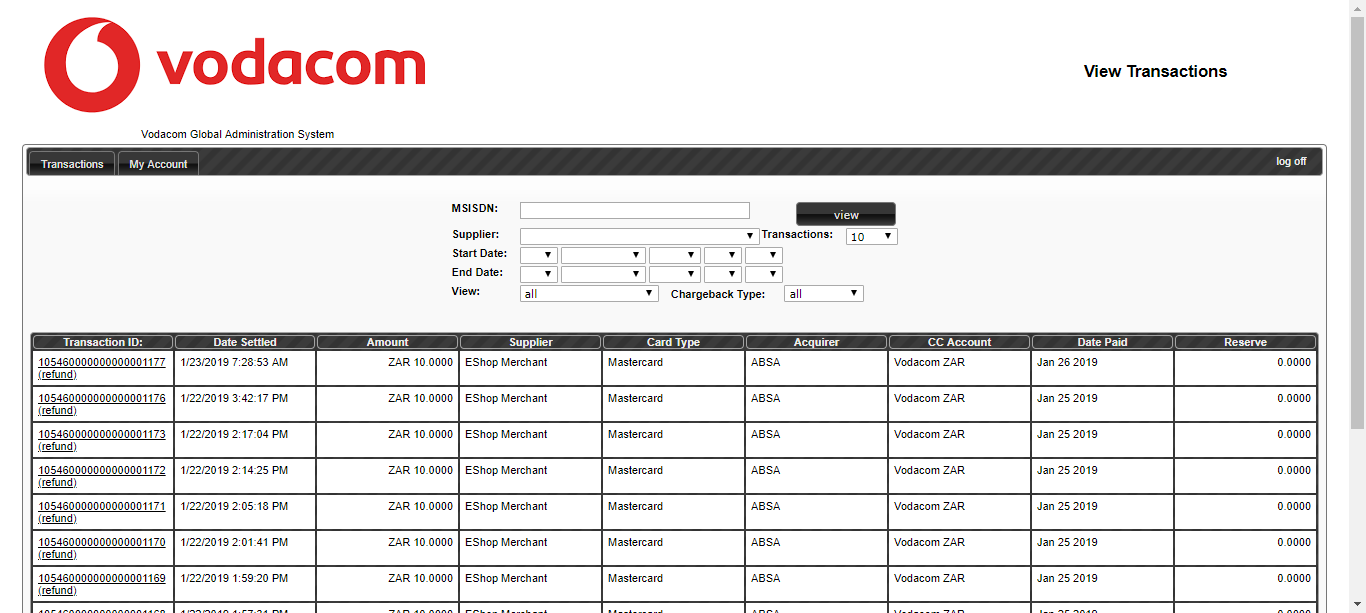 vodacom
View Transactions
Vodacom Global Administration System
Transactions My Account log off
MSISDN: view
Supplier: Transactions: 10
Start Date:
End Date:
View: all Chargeback Type: all
Transaction ID: Date Settled Amount Supplier Card Type Acquirer CC Account Date Paid Reserve
105460000000000001177 1/23/2019 7:28:53 AM ZAR 10.0000 EShop Merchant Mastercard ABSA Vodacom ZAR Jan 26 2019 0.0000
(refund)
105460000000000001176 1/22/2019 3:42:17 PM ZAR 10.0000 EShop Merchant Mastercard ABSA Vodacom ZAR Jan 25 2019 0.0000
(refund)
105460000000000001173 1/22/2019 2:17:04 PM ZAR 10.0000 EShop Merchant Mastercard ABSA Vodacom ZAR Jan 25 2019 0.0000
(refund)
105460000000000001172 1/22/2019 2:14:25 PM ZAR 10.0000 EShop Merchant Mastercard ABSA Vodacom ZAR Jan 25 2019 0.0000
(refund)
105460000000000001171 1/22/2019 2:05:18 PM ZAR 10.0000 EShop Merchant Mastercard ABSA Vodacom ZAR Jan 25 2019 0.0000
(refund)
105460000000000001170 1/22/2019 2:01:41 PM ZAR 10.0000 EShop Merchant Mastercard ABSA Vodacom ZAR Jan 25 2019 0.0000
(refund)
105460000000000001169 1/22/2019 1:59:20 PM ZAR 10.0000 EShop Merchant Mastercard ABSA Vodacom ZAR Jan 25 2019 0.0000
(refund)